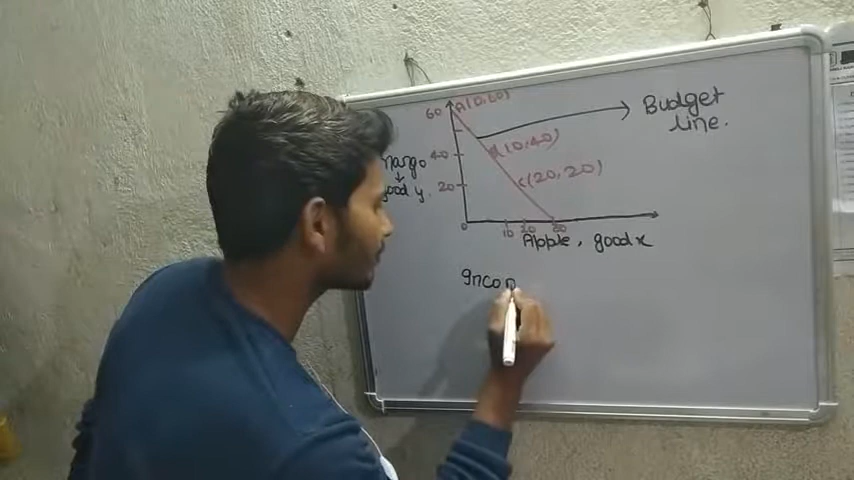 60 A(0,60)
Budget
line.
B(10,40)
Mango 40
↓
good y. 20
C(20,20)
0 10 20 30
Apple, good x
Incom